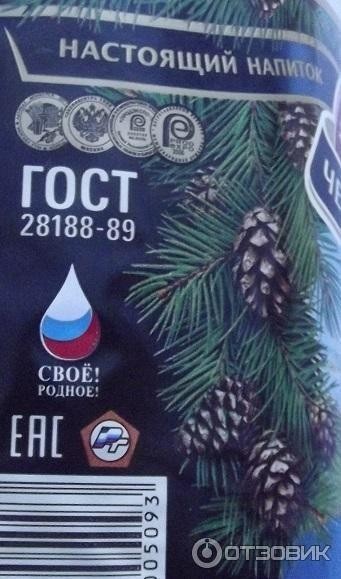 НАСТОЯЩИЙ НАПИТОК
ГОСТ
28188-89
СВОЁ!
РОДНОЕ!
ЕАС
005093
ОТЗОВИК